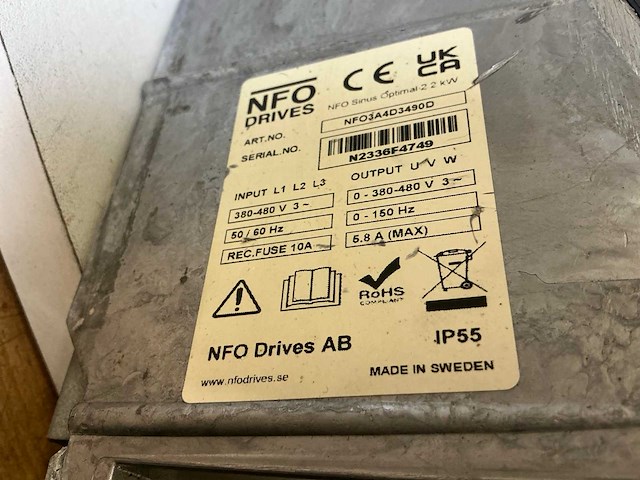 NFO
DRIVES
CE UK CA
NFO Sinus Optimal 2.2 kW
ART.NO. NFO3A4D3490D
SERIAL.NO. N2336F4749
INPUT L1 L2 L3
380-480 V 3~
50 / 60 Hz
REC.FUSE 10A
OUTPUT U V W
0 - 380-480 V 3~
0 - 150 Hz
5.8 A (MAX)
RoHS
COMPLIANT
NFO Drives AB
IP55
www.nfodrives.se
MADE IN SWEDEN